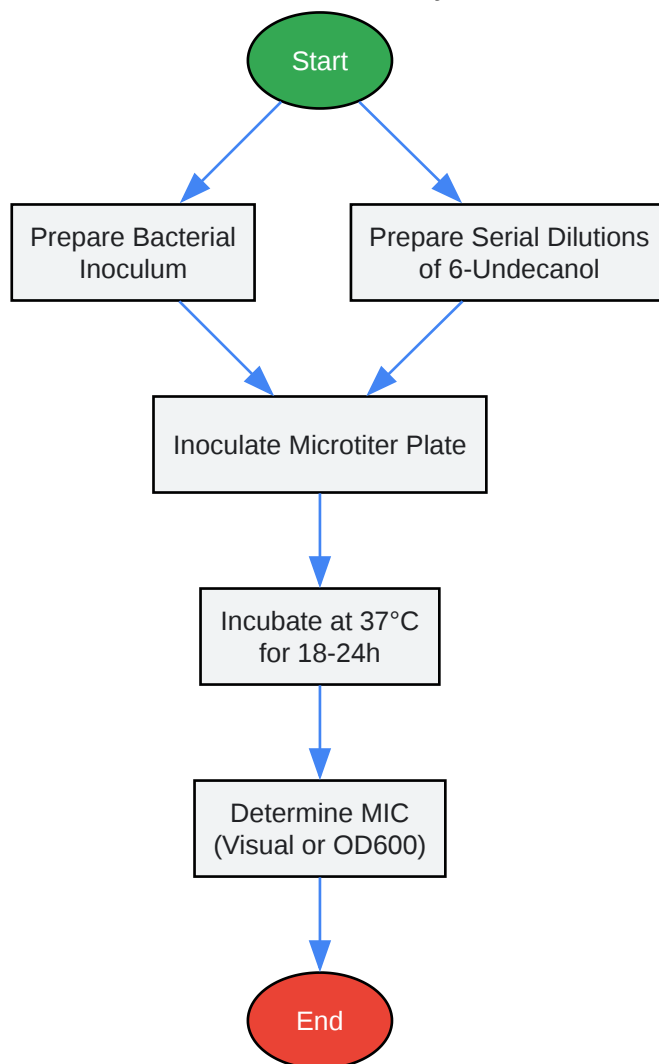 Start
Prepare Bacterial
Inoculum
Prepare Serial Dilutions
of 6-Undecanol
Inoculate Microtiter Plate
Incubate at 37°C
for 18-24h
Determine MIC
(Visual or OD600)
End